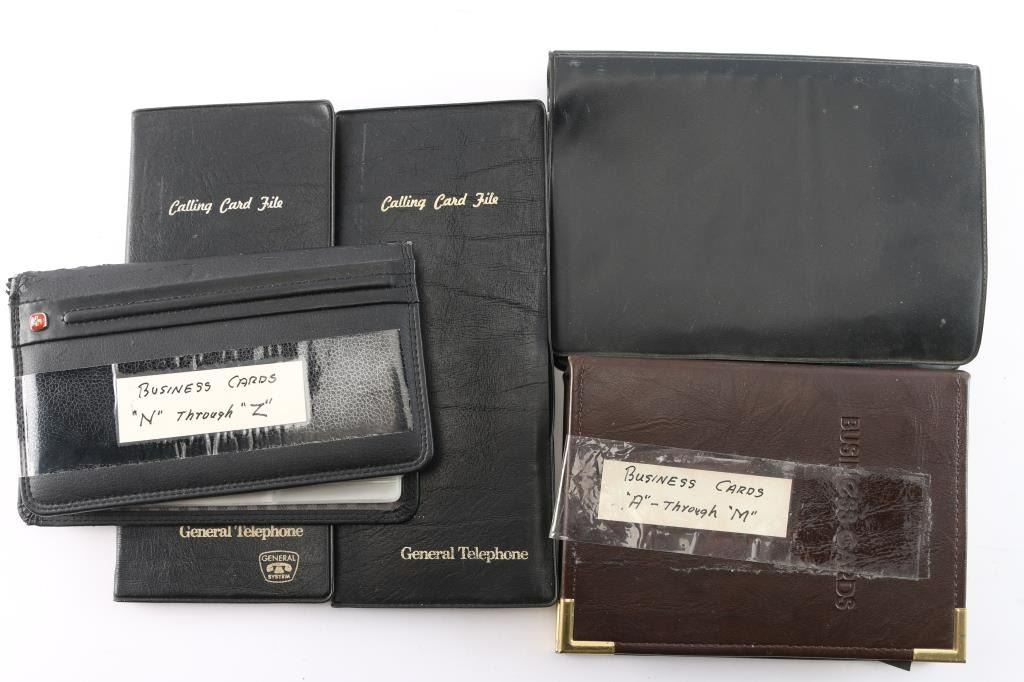 Calling Card File
Calling Card File
BUSINESS CARDS
"N" Through "Z"
General Telephone
GENERAL
SYSTEM
General Telephone
BUSINESS CARDS
BUSINESS CARDS
"A" - Through "M"